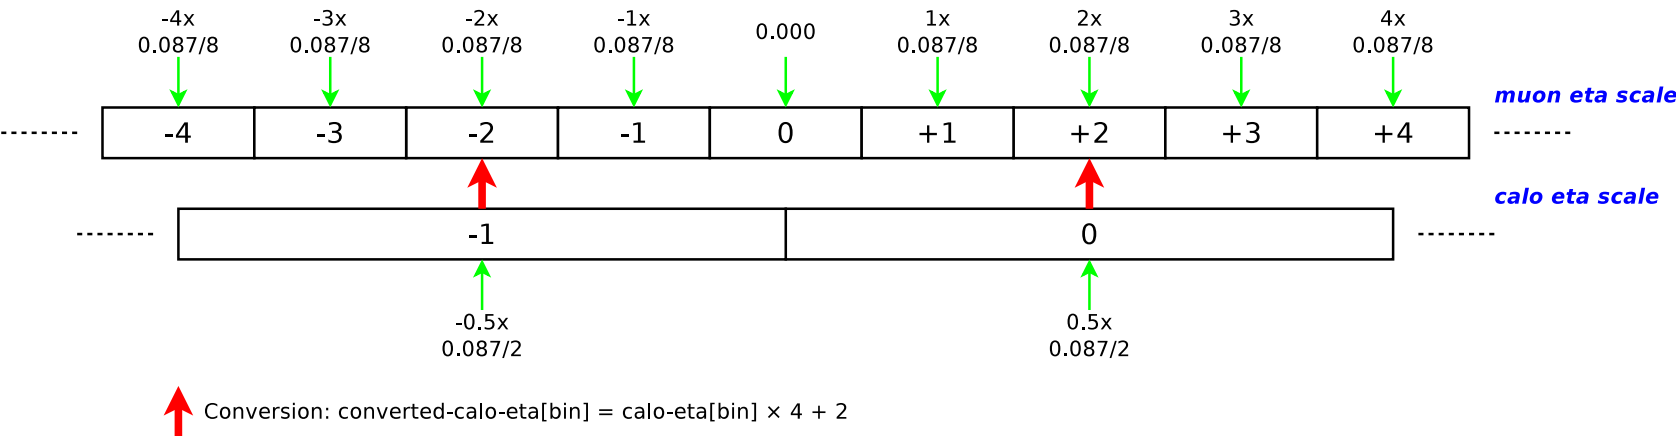 -4x -3x -2x -1x 0.000 1x 2x 3x 4x
0.087/8 0.087/8 0.087/8 0.087/8 0.087/8 0.087/8 0.087/8 0.087/8
muon eta scale
-4 -3 -2 -1 0 +1 +2 +3 +4
calo eta scale
-1 0
-0.5x 0.5x
0.087/2 0.087/2
Conversion: converted-calo-eta[bin] = calo-eta[bin] × 4 + 2